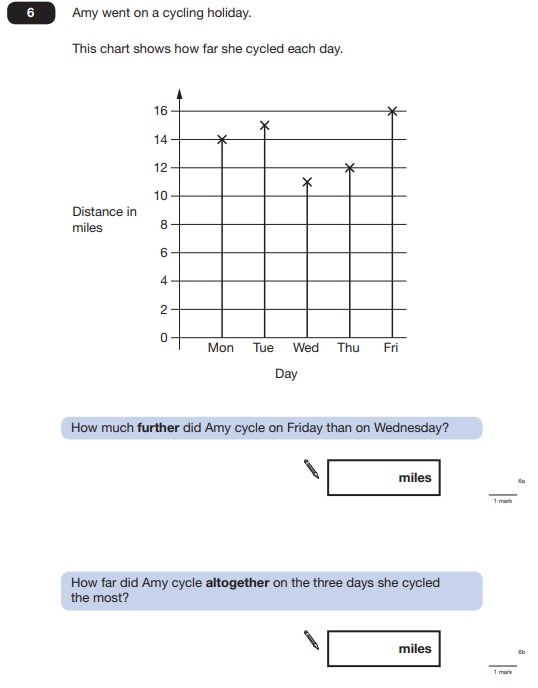 6
Amy went on a cycling holiday.
This chart shows how far she cycled each day.
16
14
12
10
Distance in
miles
8
6
4
2
0
Mon Tue Wed Thu Fri
Day
How much further did Amy cycle on Friday than on Wednesday?
miles
6a
1 mark
How far did Amy cycle altogether on the three days she cycled
the most?
miles
6b
1 mark